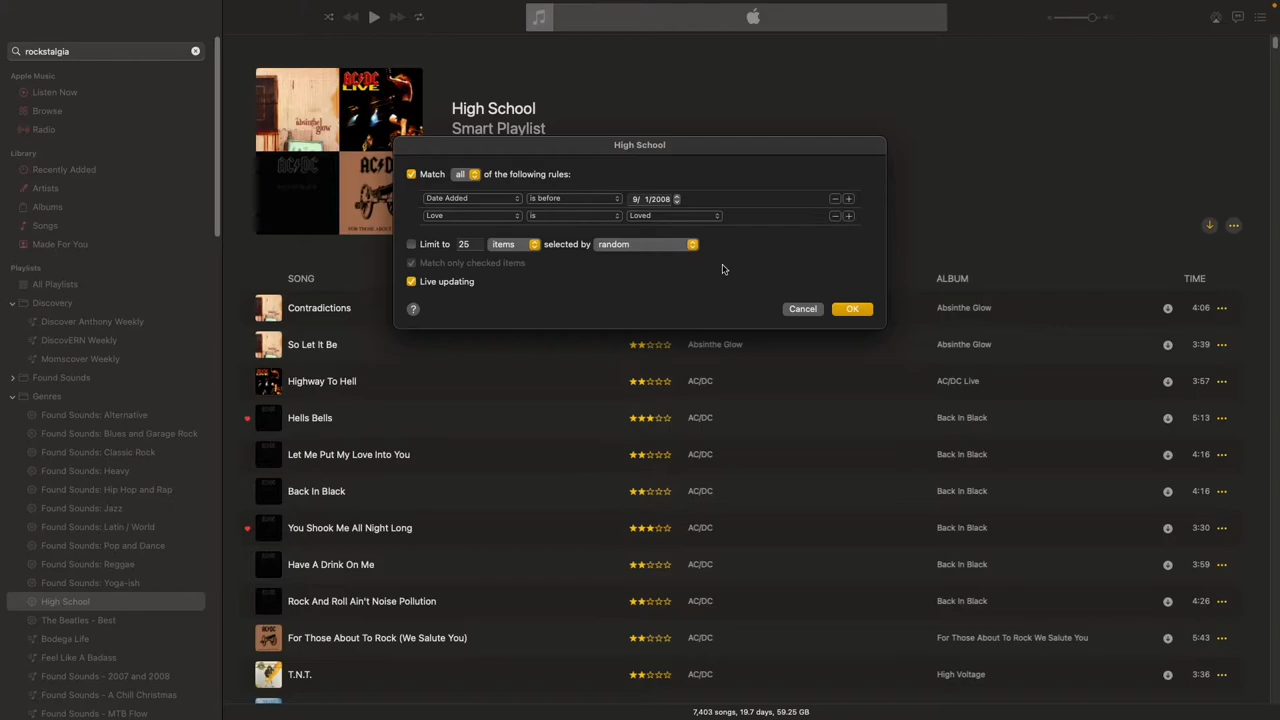 rockstalgia
Apple Music
Listen Now
Browse
Radio
Library
Recently Added
Artists
Albums
Songs
Made For You
Playlists
All Playlists
Discovery
Discover Anthony Weekly
DiscovERN Weekly
Momscover Weekly
Found Sounds
Genres
Found Sounds: Alternative
Found Sounds: Blues and Garage Rock
Found Sounds: Classic Rock
Found Sounds: Heavy
Found Sounds: Hip Hop and Rap
Found Sounds: Jazz
Found Sounds: Latin / World
Found Sounds: Pop and Dance
Found Sounds: Reggae
Found Sounds: Yoga-ish
High School
The Beatles - Best
Bodega Life
Feel Like A Badass
Found Sounds - 2007 and 2008
Found Sounds - A Chill Christmas
Found Sounds - MTB Flow
absinthe glow
AC/DC LIVE
High School
Smart Playlist
High School
Match all of the following rules:
Date Added is before 9/ 1/2008
Love is Loved
Limit to 25 items selected by random
Match only checked items
Live updating
? Cancel OK
SONG ALBUM TIME
Contradictions Absinthe Glow 4:06
So Let It Be Absinthe Glow Absinthe Glow 3:39
Highway To Hell AC/DC AC/DC Live 3:57
Hells Bells AC/DC Back In Black 5:13
Let Me Put My Love Into You AC/DC Back In Black 4:16
Back In Black AC/DC Back In Black 4:16
You Shook Me All Night Long AC/DC Back In Black 3:30
Have A Drink On Me AC/DC Back In Black 3:59
Rock And Roll Ain't Noise Pollution AC/DC Back In Black 4:26
For Those About To Rock (We Salute You) AC/DC For Those About To Rock We Salute You 5:43
T.N.T. AC/DC High Voltage 3:36
7,403 songs, 19.7 days, 59.25 GB